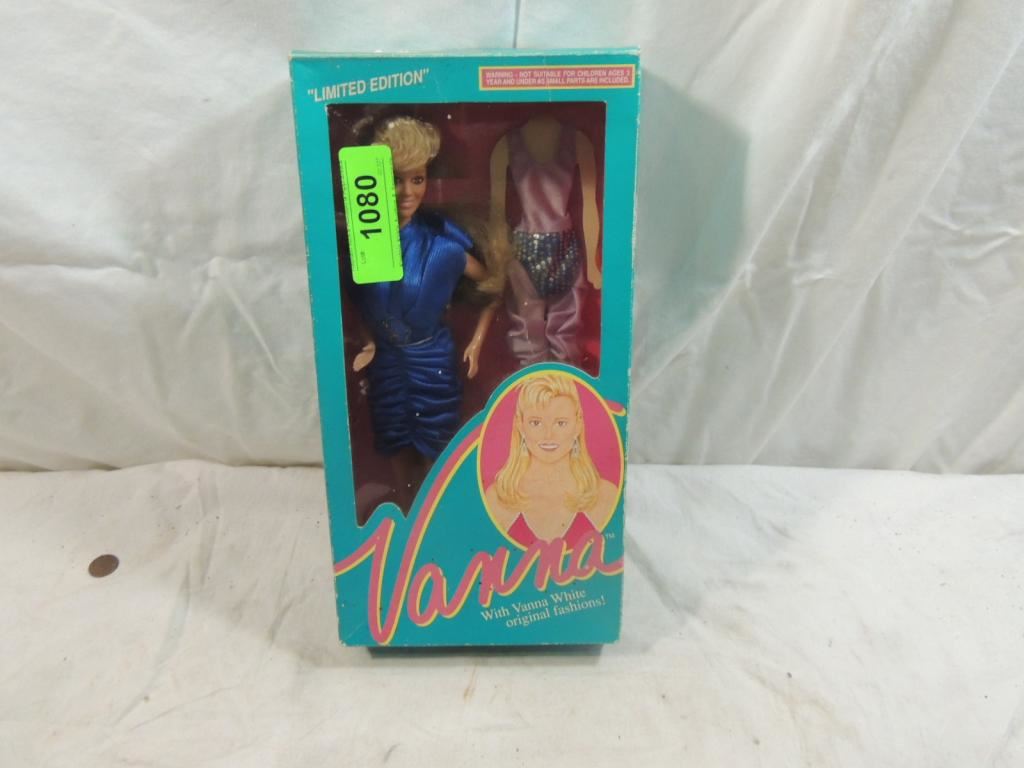 "LIMITED EDITION"
WARNING - NOT SUITABLE FOR CHILDREN AGES 3
YEAR AND UNDER AS SMALL PARTS ARE INCLUDED.
1080
Vanna™
With Vanna White
original fashions!